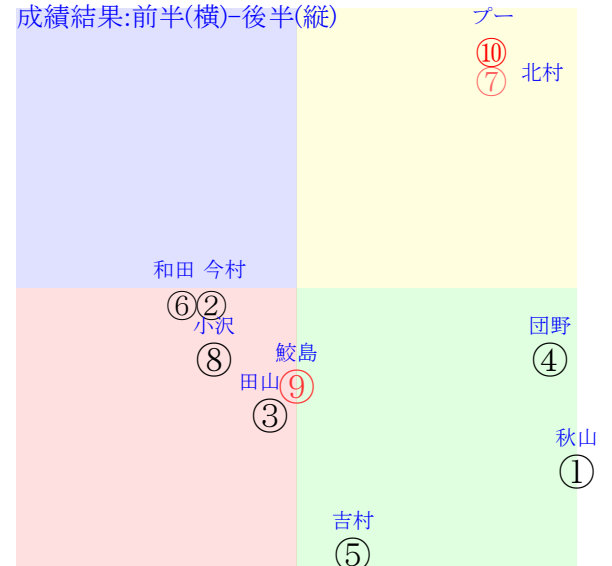 成績結果:前半(横)−後半(縦)
プー
⑩
⑦
北村
和田 今村
⑥②
小沢
⑧
鮫島
⑨
田山
③
団野
④
秋山
①
吉村
⑤